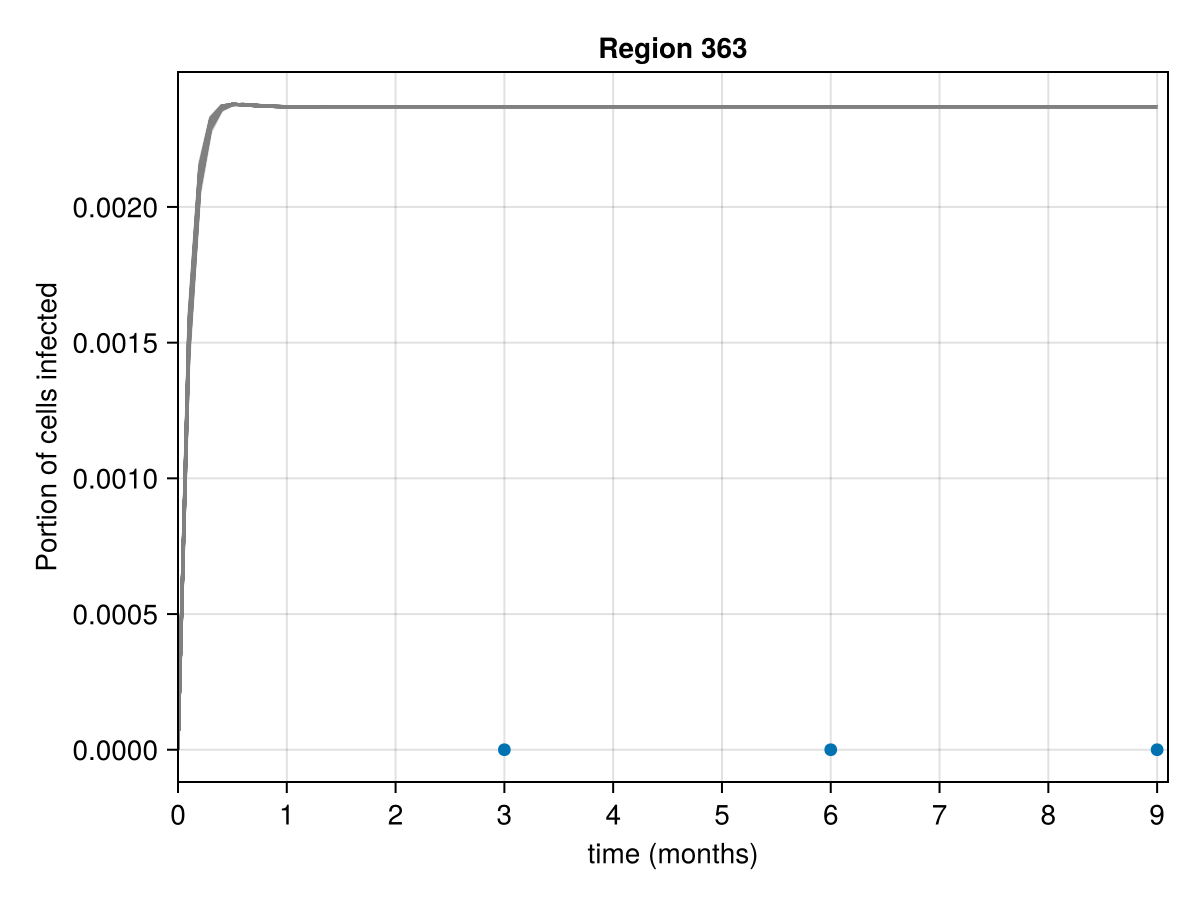 Region 363
Portion of cells infected
0.0020
0.0015
0.0010
0.0005
0.0000
0 1 2 3 4 5 6 7 8 9
time (months)